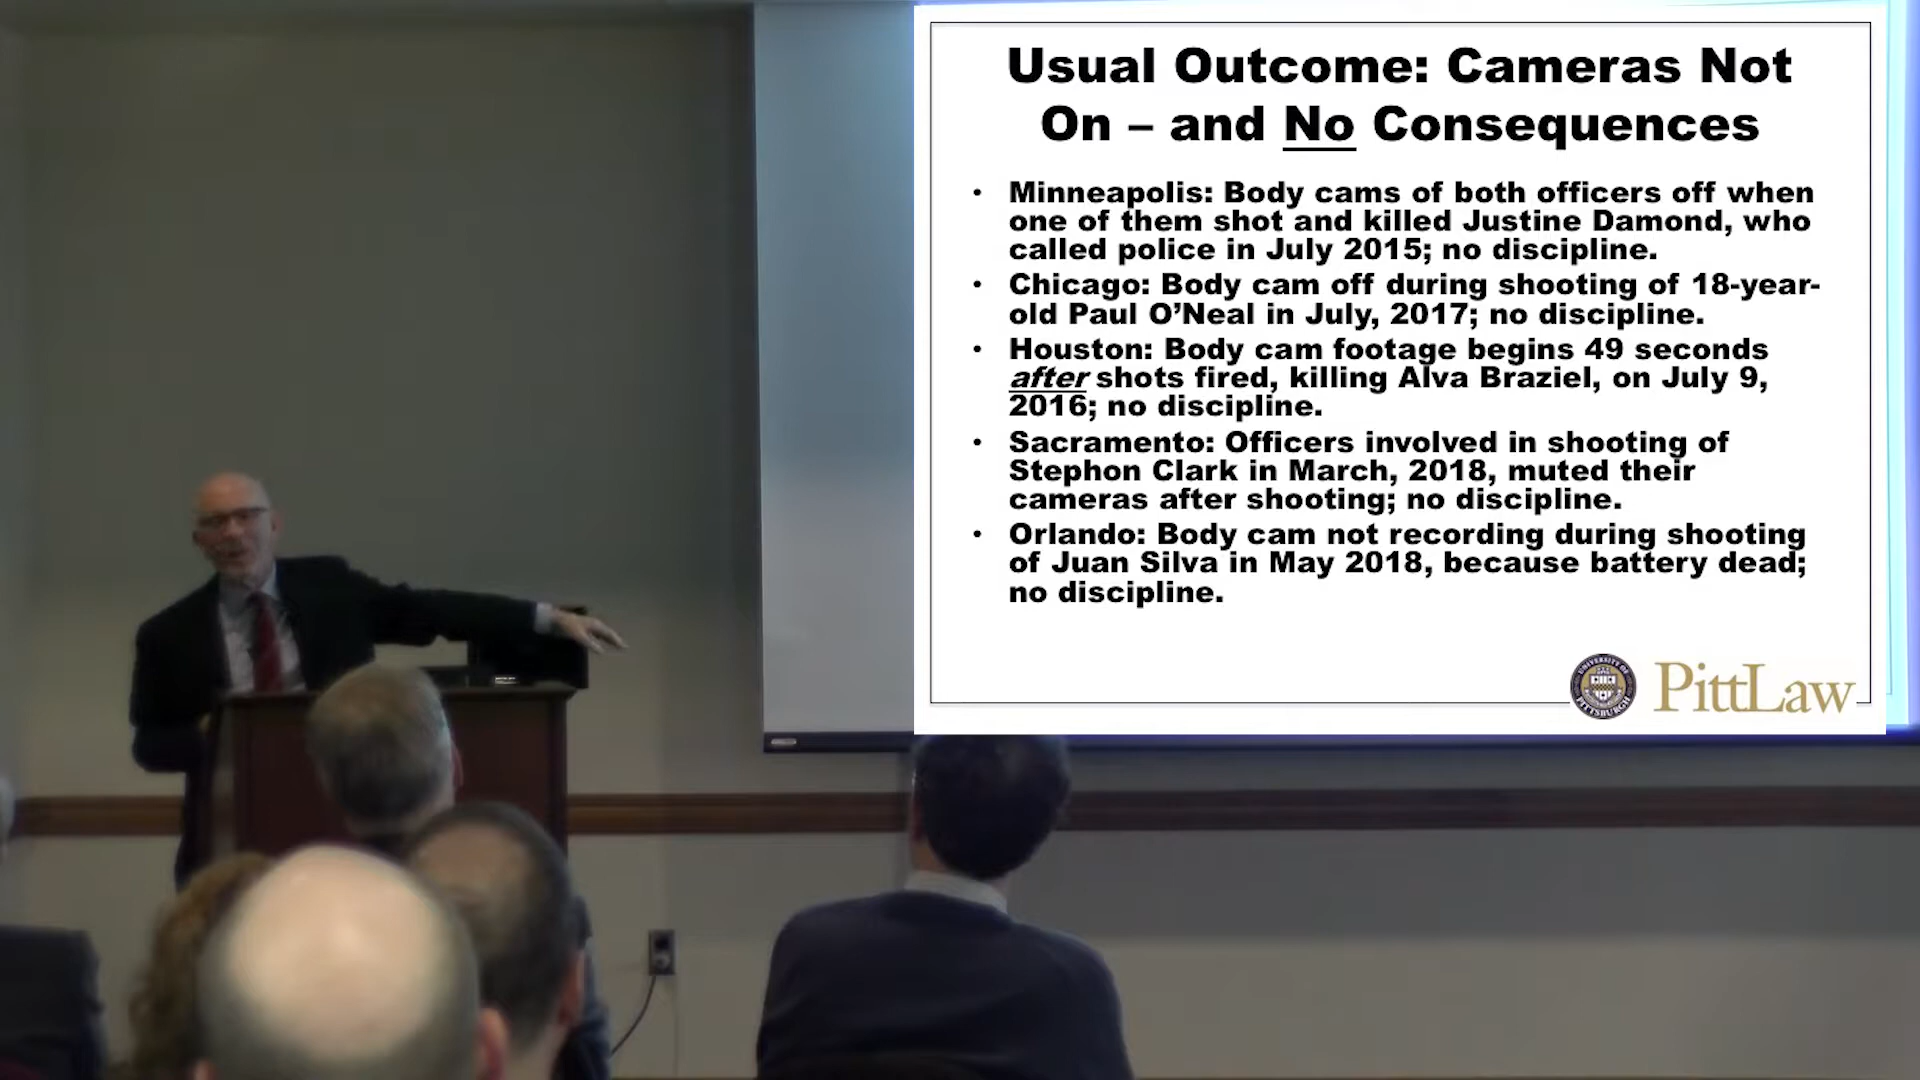 Usual Outcome: Cameras Not
On – and No Consequences
• Minneapolis: Body cams of both officers off when
one of them shot and killed Justine Damond, who
called police in July 2015; no discipline.
• Chicago: Body cam off during shooting of 18-year-
old Paul O’Neal in July, 2017; no discipline.
• Houston: Body cam footage begins 49 seconds
after shots fired, killing Alva Braziel, on July 9,
2016; no discipline.
• Sacramento: Officers involved in shooting of
Stephon Clark in March, 2018, muted their
cameras after shooting; no discipline.
• Orlando: Body cam not recording during shooting
of Juan Silva in May 2018, because battery dead;
no discipline.
UNIVERSITY OF
PITTSBURGH
PittLaw